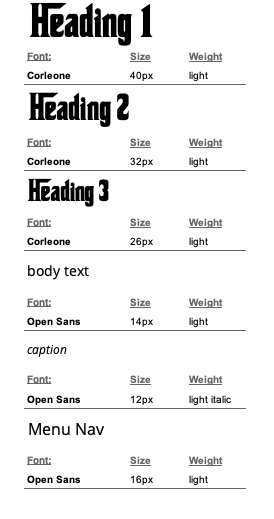 Heading 1
Font: Size Weight
Corleone 40px light
Heading 2
Font: Size Weight
Corleone 32px light
Heading 3
Font: Size Weight
Corleone 26px light
body text
Font: Size Weight
Open Sans 14px light
caption
Font: Size Weight
Open Sans 12px light italic
Menu Nav
Font: Size Weight
Open Sans 16px light